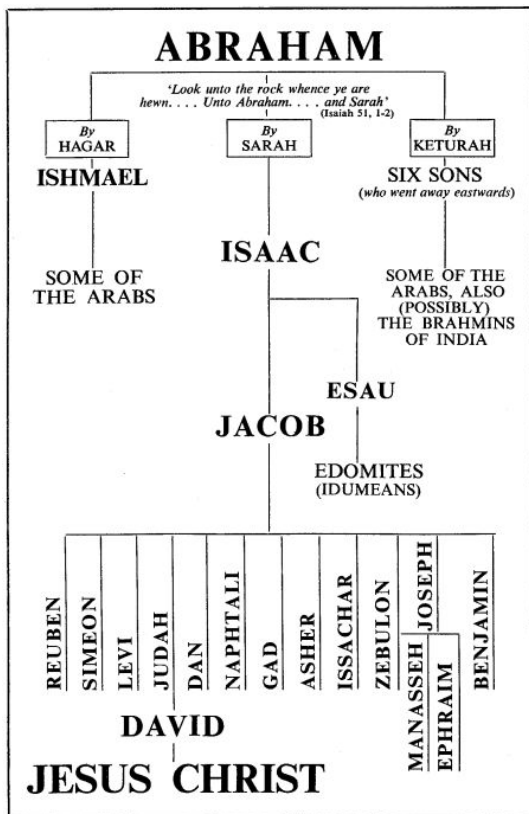 ABRAHAM
'Look unto the rock whence ye are
hewn. . . . Unto Abraham. . . . and Sarah'
(Isaiah 51, 1-2)
By
HAGAR
By
SARAH
By
KETURAH
ISHMAEL
SIX SONS
(who went away eastwards)
ISAAC
SOME OF
THE ARABS
SOME OF THE
ARABS, ALSO
(POSSIBLY)
THE BRAHMINS
OF INDIA
ESAU
JACOB
EDOMITES
(IDUMEANS)
REUBEN
SIMEON
LEVI
JUDAH
DAN
NAPHTALI
GAD
ASHER
ISSACHAR
ZEBULON
JOSEPH
MANASSEH
EPHRAIM
BENJAMIN
DAVID
JESUS CHRIST